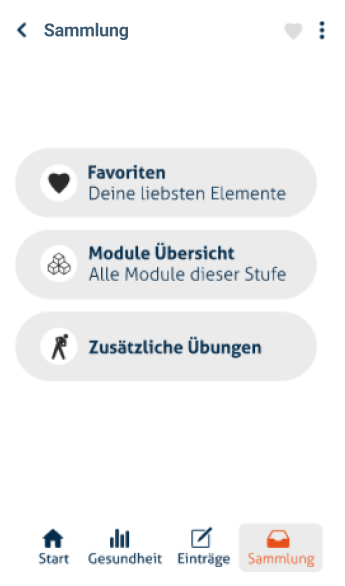 Sammlung
Favoriten
Deine liebsten Elemente
Module Übersicht
Alle Module dieser Stufe
Zusätzliche Übungen
Start
Gesundheit
Einträge
Sammlung